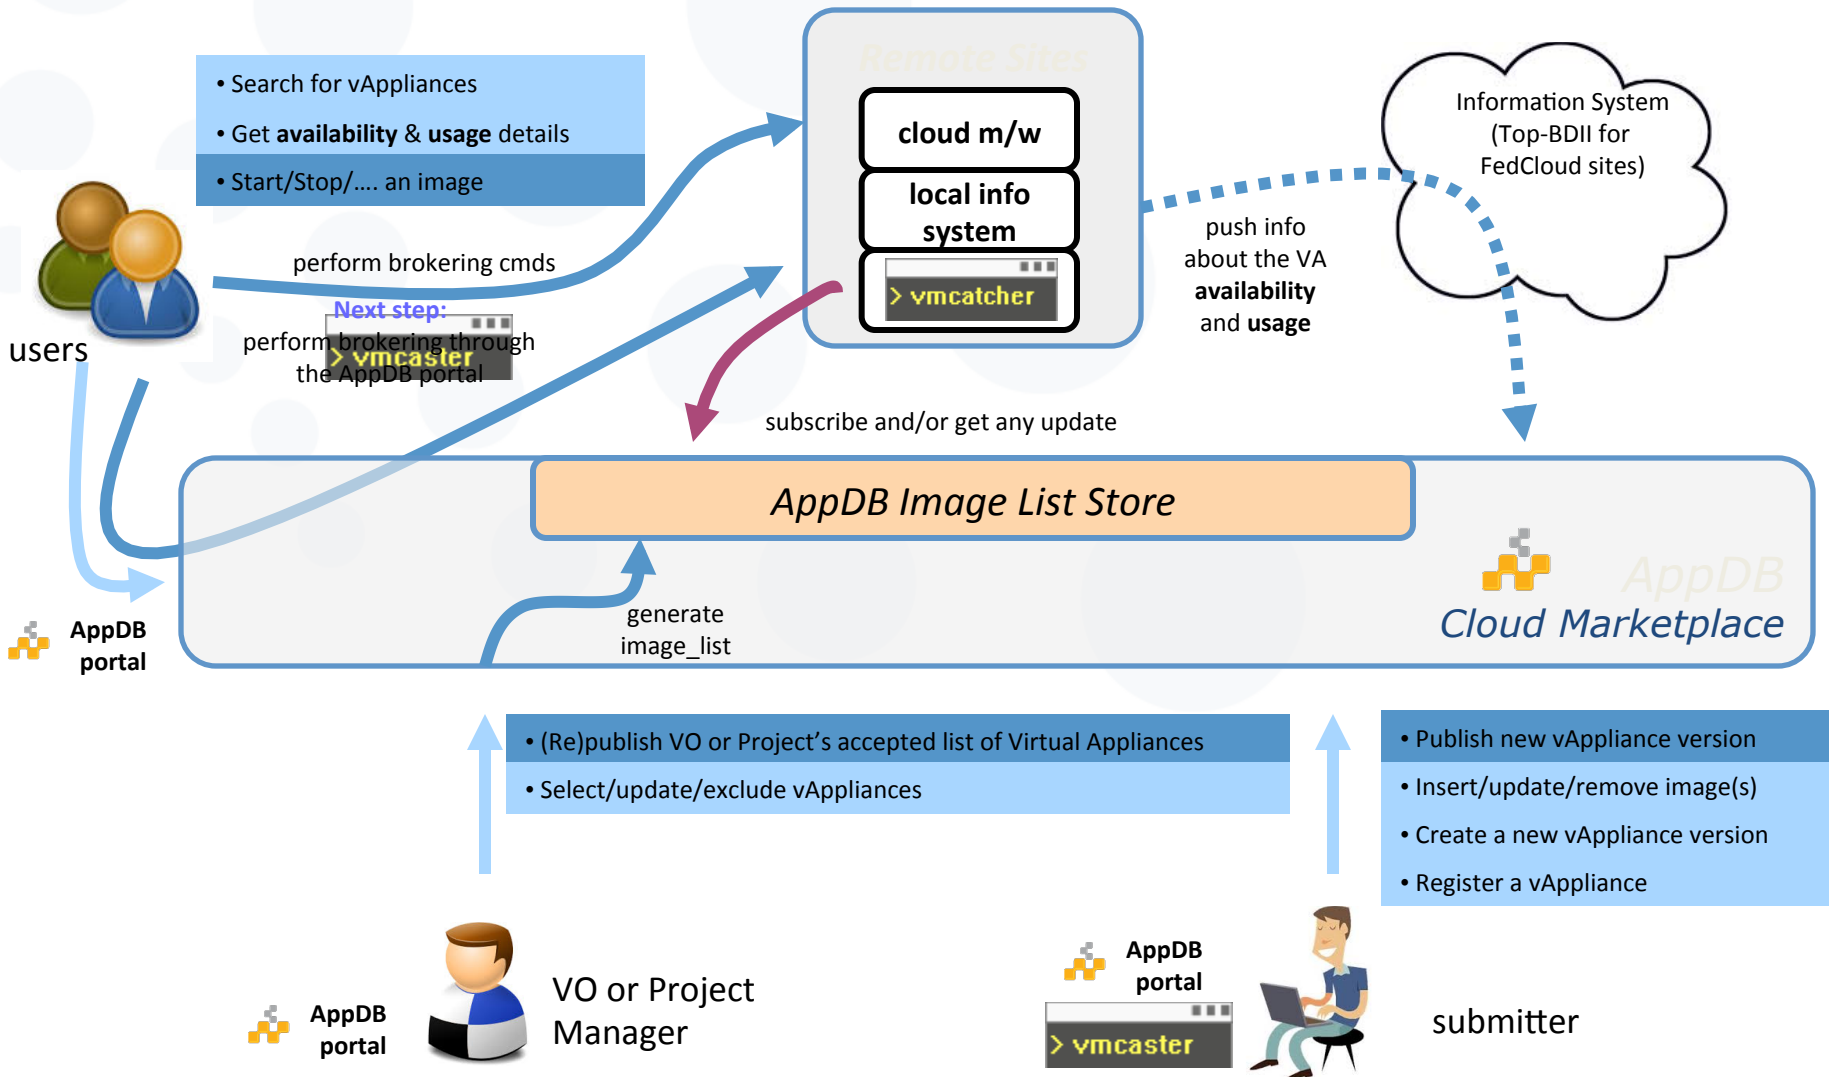 Remote Sites
• Search for vAppliances
• Get availability & usage details
• Start/Stop/…. an image
cloud m/w
local info
system
> vmcatcher
Information System
(Top-BDII for
FedCloud sites)
push info
about the VA
availability
and usage
users
perform brokering cmds
Next step:
perform brokering through
the AppDB portal
> vmcaster
subscribe and/or get any update
AppDB Image List Store
AppDB
Cloud Marketplace
generate
image_list
AppDB
portal
• (Re)publish VO or Project’s accepted list of Virtual Appliances
• Select/update/exclude vAppliances
• Publish new vAppliance version
• Insert/update/remove image(s)
• Create a new vAppliance version
• Register a vAppliance
AppDB
portal
VO or Project
Manager
AppDB
portal
> vmcaster
submitter